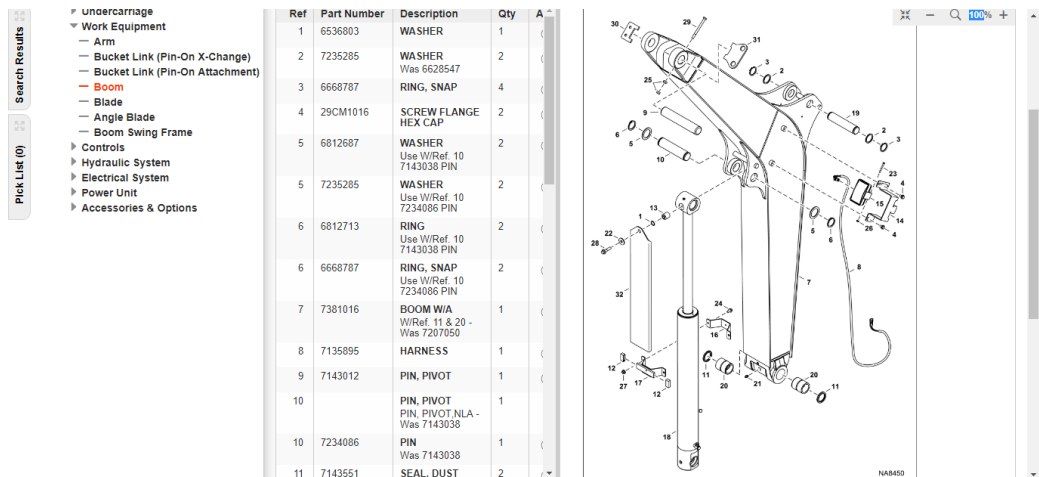 Search Results
Pick List (0)
Undercarriage
Work Equipment
Arm
Bucket Link (Pin-On X-Change)
Bucket Link (Pin-On Attachment)
Boom
Blade
Angle Blade
Boom Swing Frame
Controls
Hydraulic System
Electrical System
Power Unit
Accessories & Options
Ref Part Number Description Qty A
1 6536803 WASHER 1
2 7235285 WASHER 2
Was 6628547
3 6668787 RING, SNAP 4
4 29CM1016 SCREW FLANGE 2
HEX CAP
5 6812687 WASHER 2
Use W/Ref. 10
7143038 PIN
5 7235285 WASHER 2
Use W/Ref. 10
7234086 PIN
6 6812713 RING 2
Use W/Ref. 10
7143038 PIN
6 6668787 RING, SNAP 2
Use W/Ref. 10
7234086 PIN
7 7381016 BOOM W/A 1
W/Ref. 11 & 20 -
Was 7207050
8 7135895 HARNESS 1
9 7143012 PIN, PIVOT 1
10 PIN, PIVOT 1
PIN, PIVOT,NLA -
Was 7143038
10 7234086 PIN 1
Was 7143038
11 7143551 SEAL, DUST 2
100%
30
29
31
3
2
25
9
19
6
5
10
2
3
23
4
15
14
13
1
22
28
5
6
26
4
8
32
7
24
16
12
27
17
12
11
20
21
20
11
18
NA8450